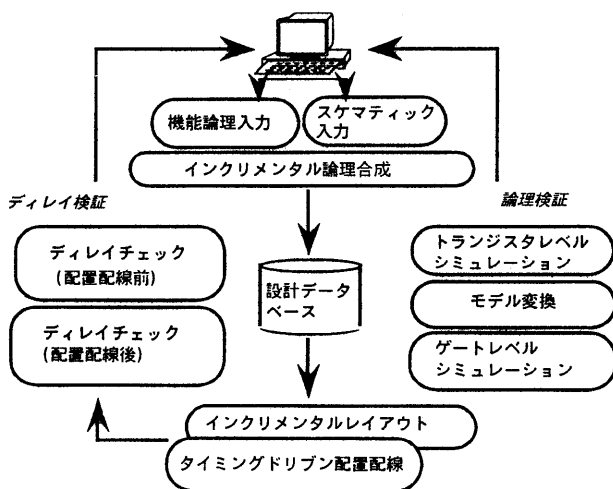 機能論理入力
スケマティック
入力
インクリメンタル論理合成
ディレイ検証
論理検証
ディレイチェック
(配置配線前)
ディレイチェック
(配置配線後)
設計データ
ベース
トランジスタレベル
シミュレーション
モデル変換
ゲートレベル
シミュレーション
インクリメンタルレイアウト
タイミングドリブン配置配線